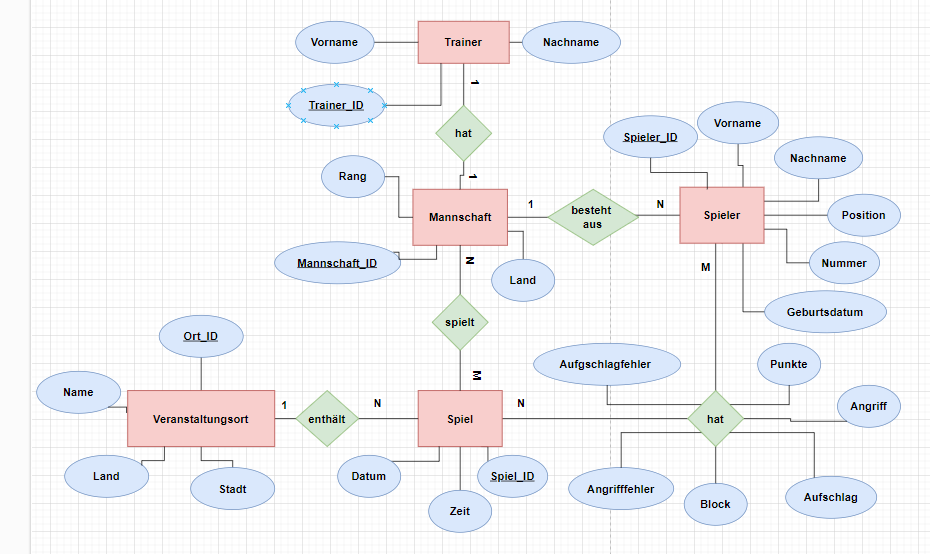 Vorname
Trainer
Nachname
1
Trainer_ID
hat
1
Spieler_ID
Vorname
Nachname
Rang
Mannschaft
1
besteht
aus
N
Spieler
Position
Mannschaft_ID
N
Land
M
Nummer
Geburtsdatum
Ort_ID
spielt
M
Aufgschlagfehler
Punkte
Name
Veranstaltungsort
1
enthält
N
Spiel
N
hat
Angriff
Land
Stadt
Datum
Zeit
Spiel_ID
Angrifffehler
Block
Aufschlag